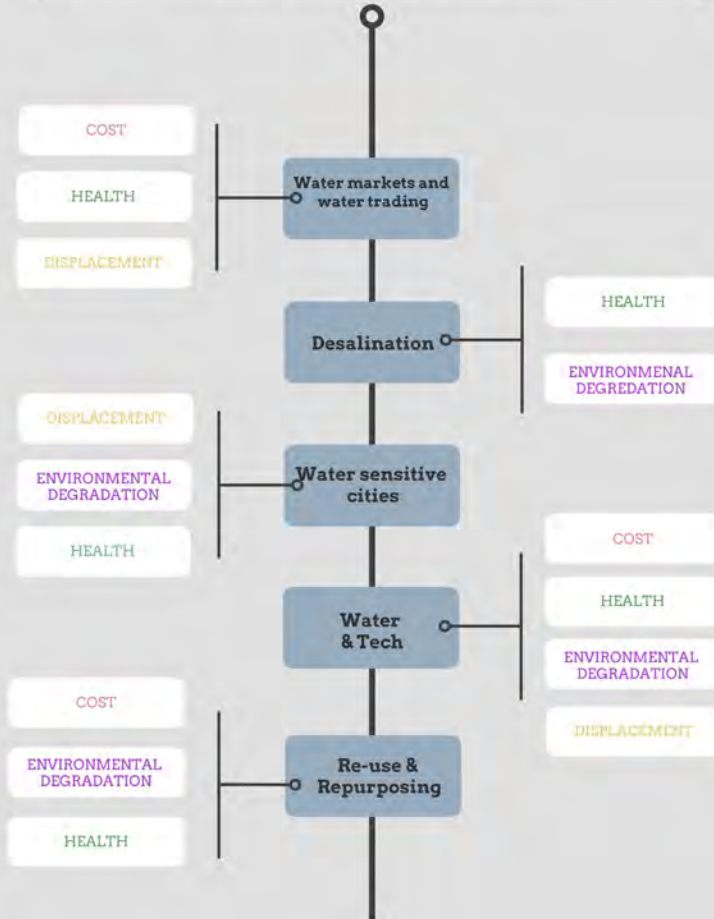 COST
HEALTH
DISPLACEMENT
Water markets and
water trading
Desalination
HEALTH
ENVIRONMENAL
DEGREDATION
DISPLACEMENT
ENVIRONMENTAL
DEGRADATION
HEALTH
Water sensitive
cities
Water
& Tech
COST
HEALTH
ENVIRONMENTAL
DEGRADATION
DISPLACEMENT
COST
ENVIRONMENTAL
DEGRADATION
HEALTH
Re-use &
Repurposing